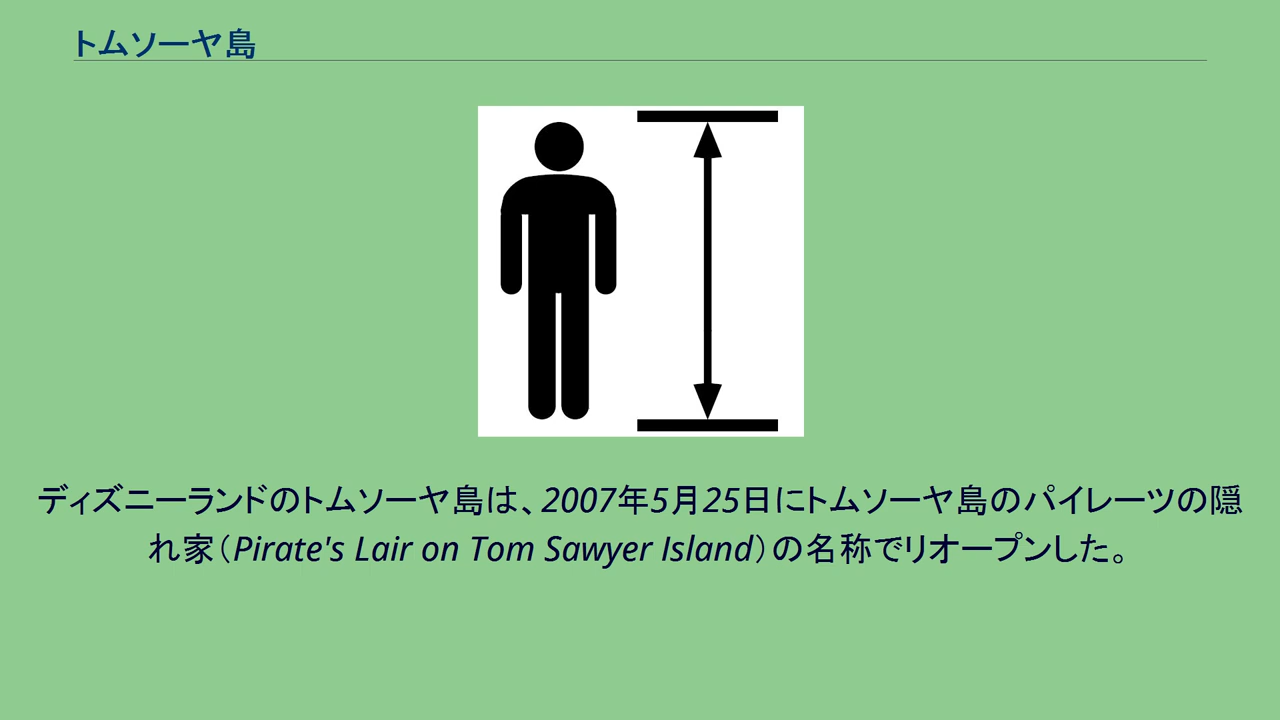 トムソーヤ島
ディズニーランドのトムソーヤ島は、2007年5月25日にトムソーヤ島のパイレーツの隠
れ家（Pirate's Lair on Tom Sawyer Island）の名称でリオープンした。